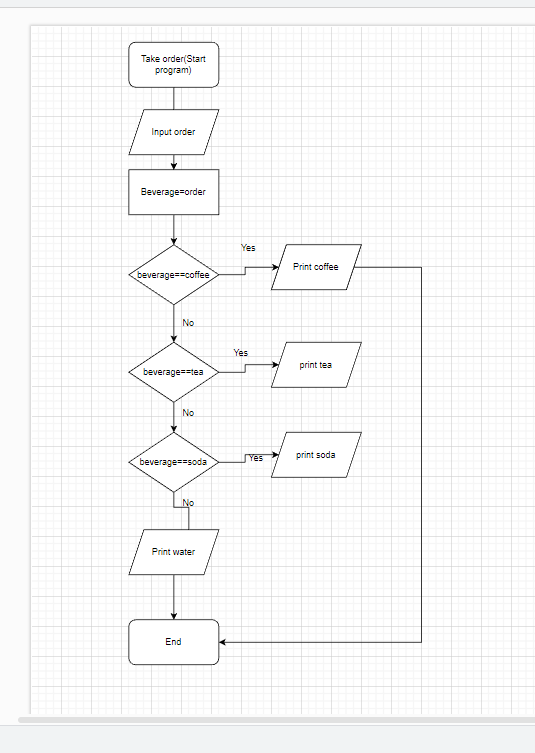 Take order(Start
program)
Input order
Beverage=order
Yes
beverage==coffee
Print coffee
No
Yes
beverage==tea
print tea
No
beverage==soda
Yes
print soda
No
Print water
End